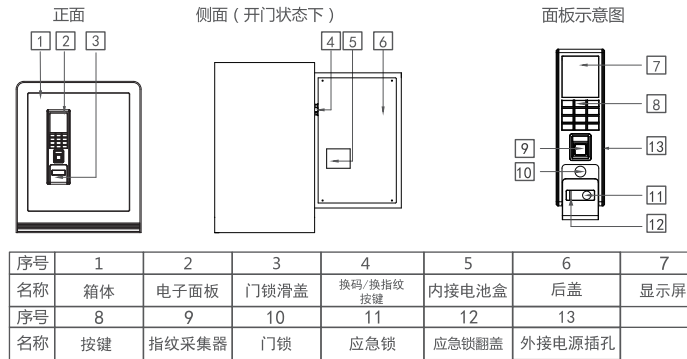 正面
侧面（开门状态下）
面板示意图
1 2 3
4 5 6
7
8
9
13
10
11
12
序号 1 2 3 4 5 6 7
名称 箱体 电子面板 门锁滑盖 换码/换指纹按键 内接电池盒 后盖 显示屏
序号 8 9 10 11 12 13
名称 按键 指纹采集器 门锁 应急锁 应急锁翻盖 外接电源插孔